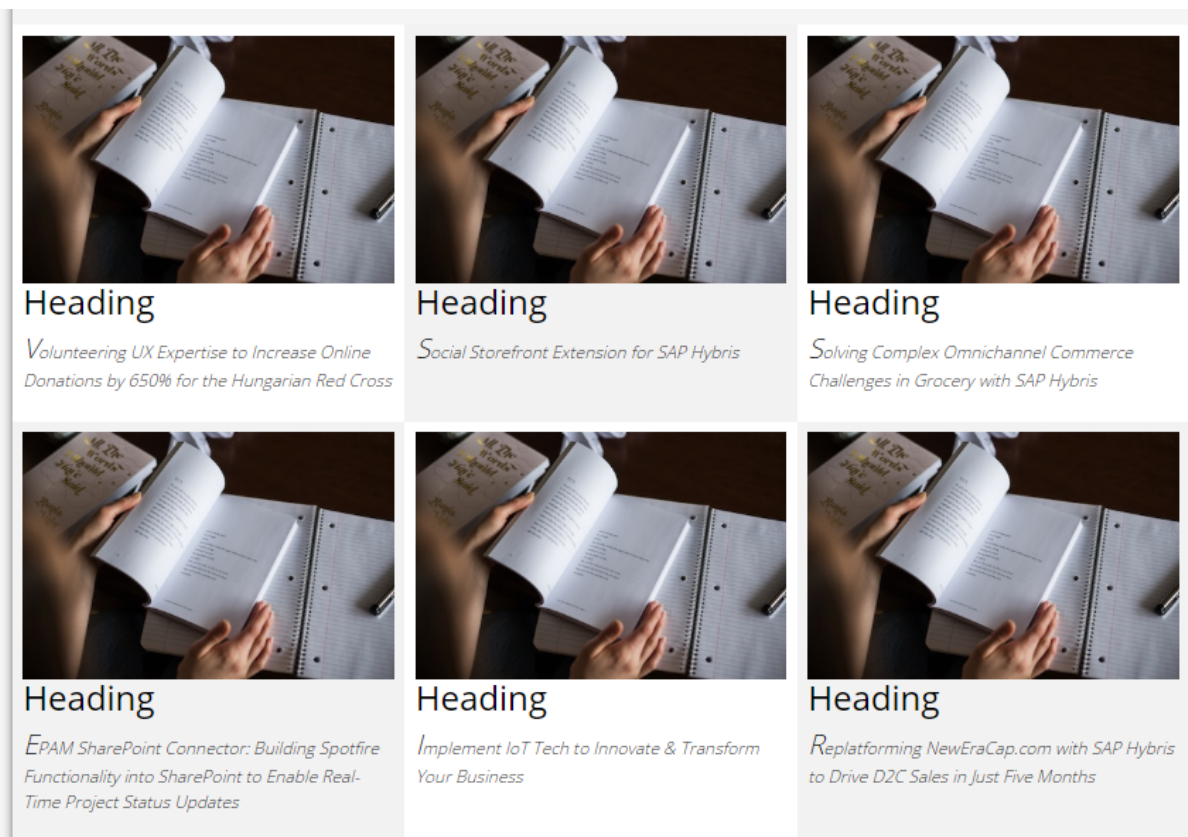 Heading
Volunteering UX Expertise to Increase Online
Donations by 650% for the Hungarian Red Cross
Heading
Social Storefront Extension for SAP Hybris
Heading
Solving Complex Omnichannel Commerce
Challenges in Grocery with SAP Hybris
Heading
EPAM SharePoint Connector: Building Spotfire
Functionality into SharePoint to Enable Real-
Time Project Status Updates
Heading
Implement IoT Tech to Innovate & Transform
Your Business
Heading
Replatforming NewEraCap.com with SAP Hybris
to Drive D2C Sales in Just Five Months